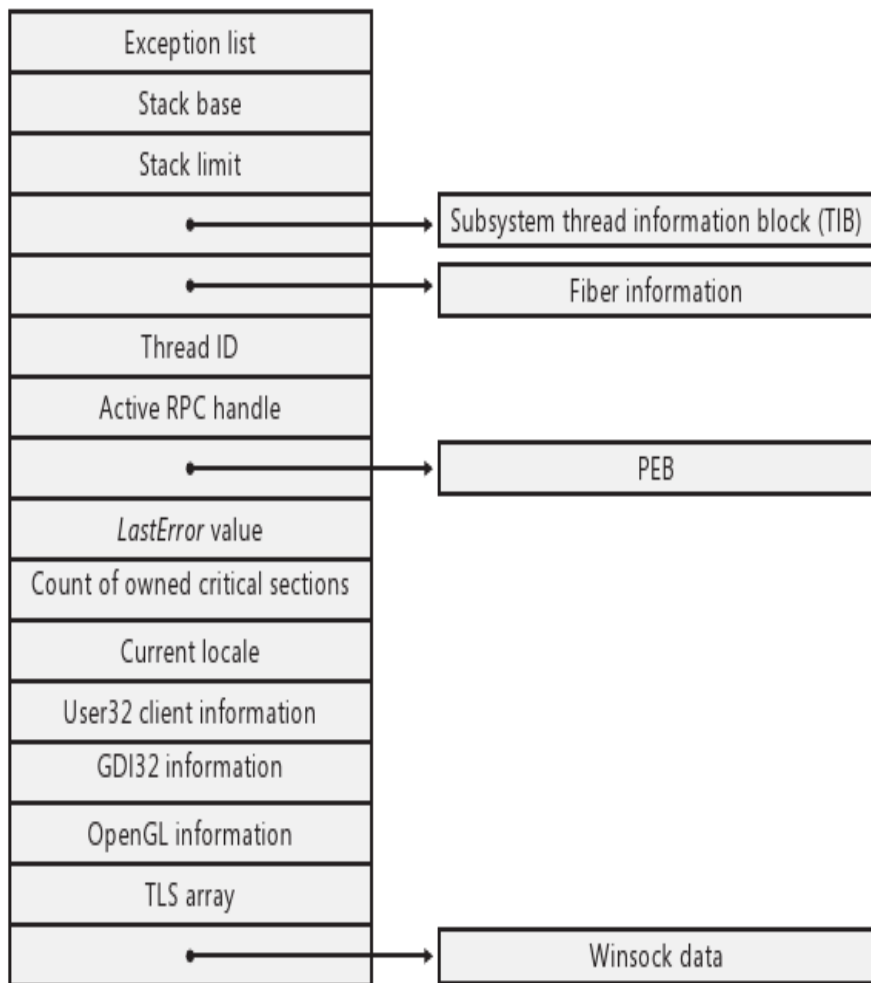 Exception list
Stack base
Stack limit
Subsystem thread information block (TIB)
Fiber information
Thread ID
Active RPC handle
PEB
LastError value
Count of owned critical sections
Current locale
User32 client information
GDI32 information
OpenGL information
TLS array
Winsock data